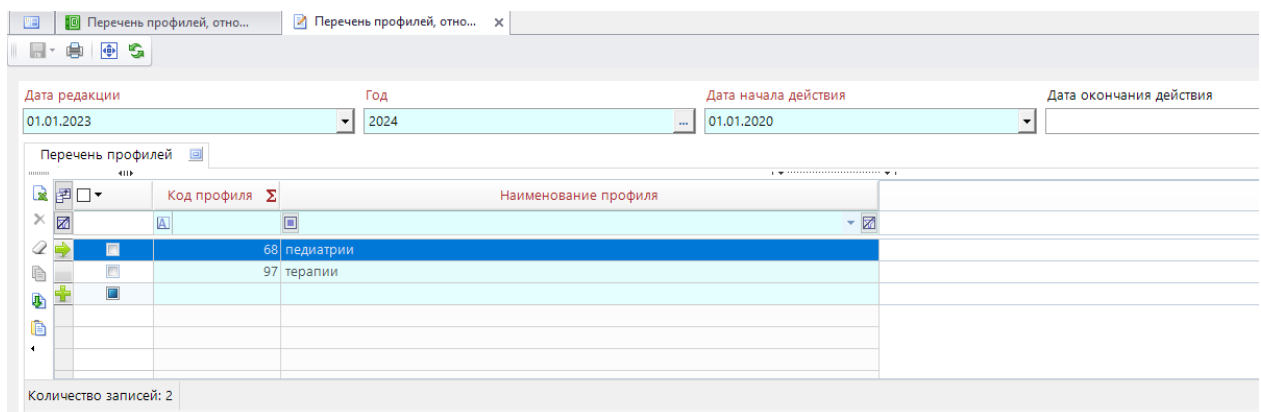 Перечень профилей, отно...
Перечень профилей, отно...
Дата редакции Год Дата начала действия Дата окончания действия
01.01.2023 2024 ... 01.01.2020
Перечень профилей
Код профиля Σ Наименование профиля
A
68 педиатрии
97 терапии
Количество записей: 2